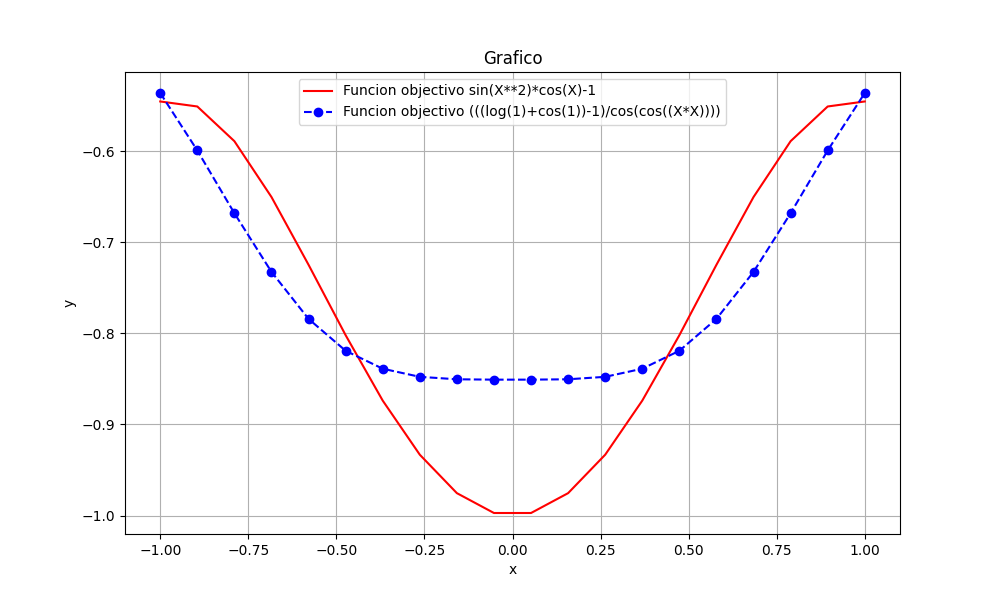 Grafico
Funcion objectivo sin(X**2)*cos(X)-1
Funcion objectivo (((log(1)+cos(1))-1)/cos(cos((X*X))))
y
−0.6
−0.7
−0.8
−0.9
−1.0
−1.00
−0.75
−0.50
−0.25
0.00
0.25
0.50
0.75
1.00
x